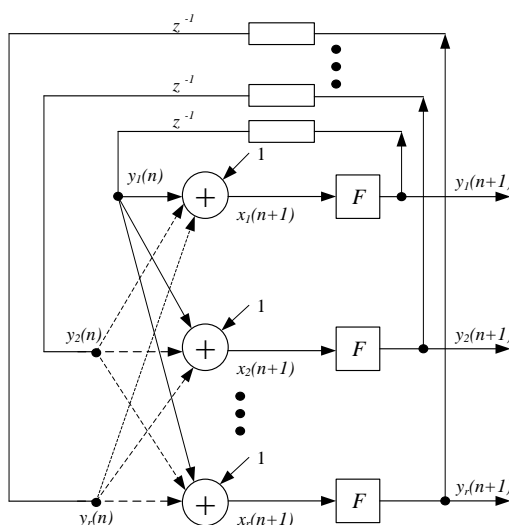 z⁻¹
z⁻¹
z⁻¹
1
y₁(n) + x₁(n+1) F y₁(n+1)
1
y₂(n) + x₂(n+1) F y₂(n+1)
1
yᵣ(n) + xᵣ(n+1) F yᵣ(n+1)